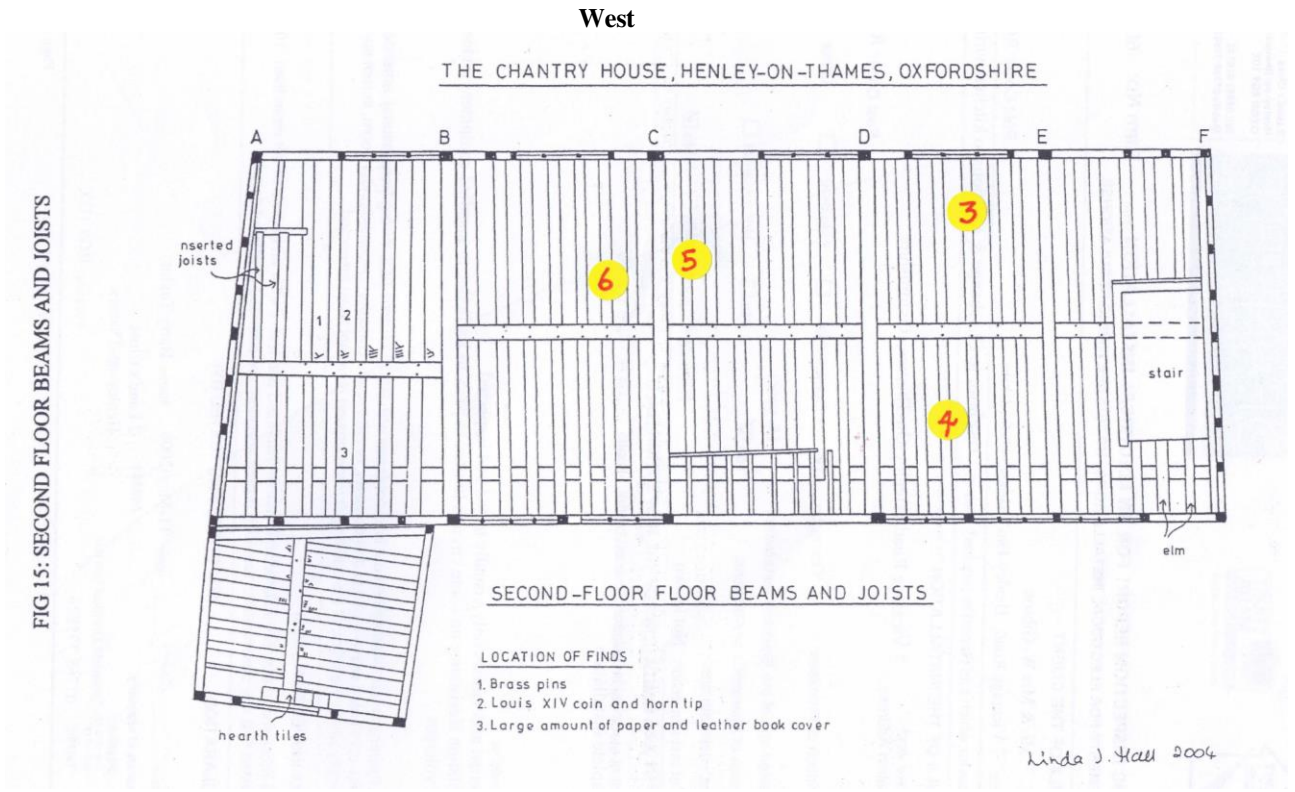 West
THE CHANTRY HOUSE, HENLEY-ON-THAMES, OXFORDSHIRE
FIG 15: SECOND FLOOR BEAMS AND JOISTS
A B C D E F
nserted
joists
1 2
3
3
5
6
4
stair
elm
hearth tiles
SECOND-FLOOR FLOOR BEAMS AND JOISTS
LOCATION OF FINDS
1. Brass pins
2. Louis XIV coin and horn tip
3. Large amount of paper and leather book cover
Linda J. Hall 2004